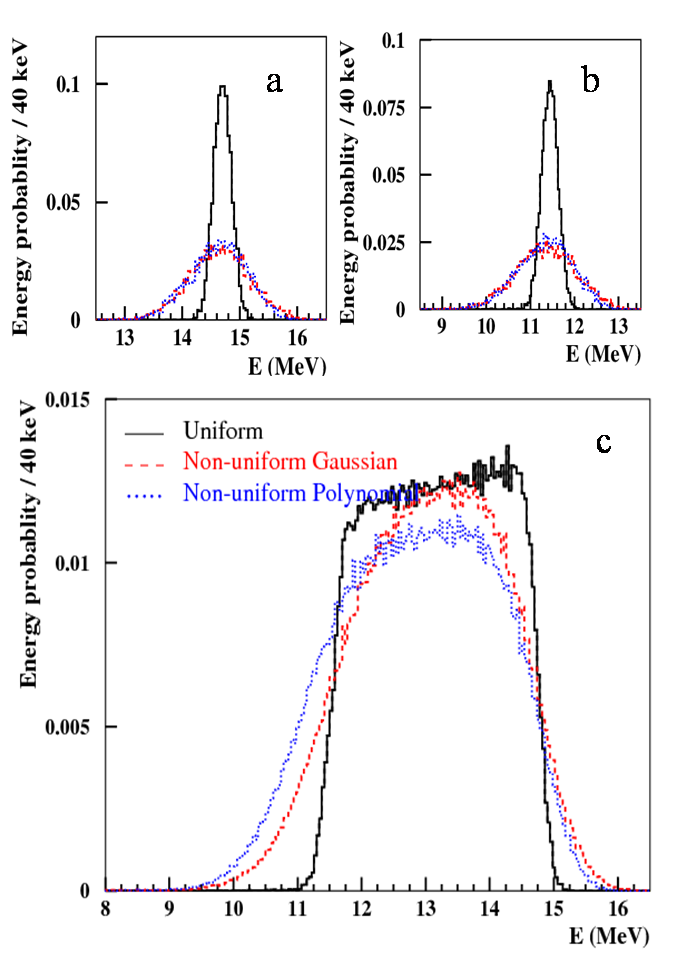 a
Energy probablity / 40 keV
0.1
0.05
0
13 14 15 16
E (MeV)
b
Energy probablity / 40 keV
0.1
0.075
0.05
0.025
0
9 10 11 12 13
E (MeV)
c
Energy probablity / 40 keV
0.015
0.01
0.005
0
Uniform
Non-uniform Gaussian
Non-uniform Polynomial
8 9 10 11 12 13 14 15 16
E (MeV)